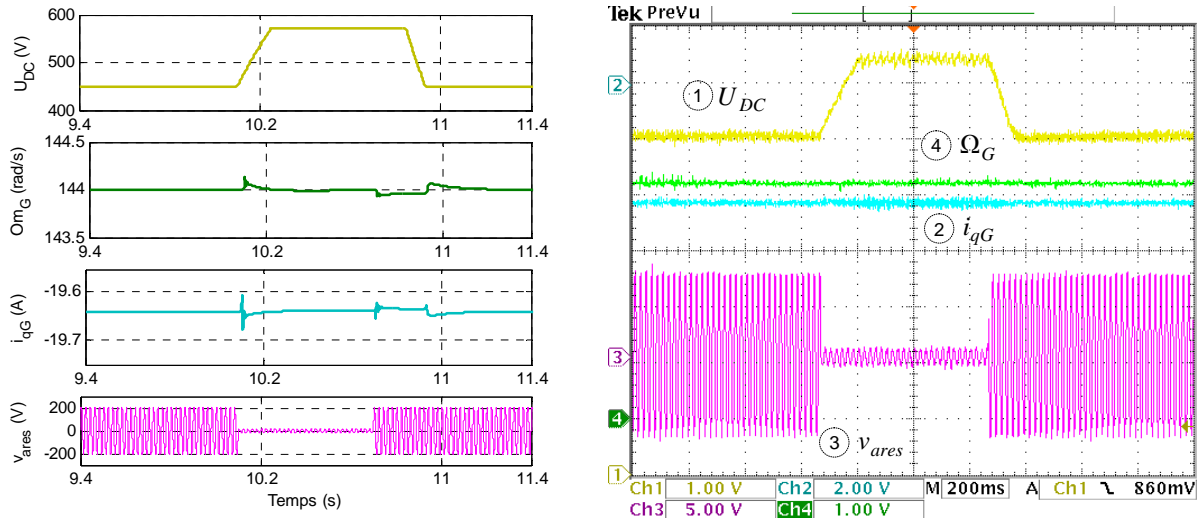 600
500
400
U_DC (V)
9.4 10.2 11 11.4
144.5
144
143.5
Om_G (rad/s)
9.4 10.2 11 11.4
-19.6
-19.7
i_qG (A)
9.4 10.2 11 11.4
200
0
-200
v_ares (V)
9.4 10.2 11 11.4
Temps (s)
Tek PreVu
2
1 U_DC
4 Ω_G
2 i_qG
3
4
3 v_ares
1
Ch1 1.00 V Ch2 2.00 V M 200ms A Ch1 860mV
Ch3 5.00 V Ch4 1.00 V